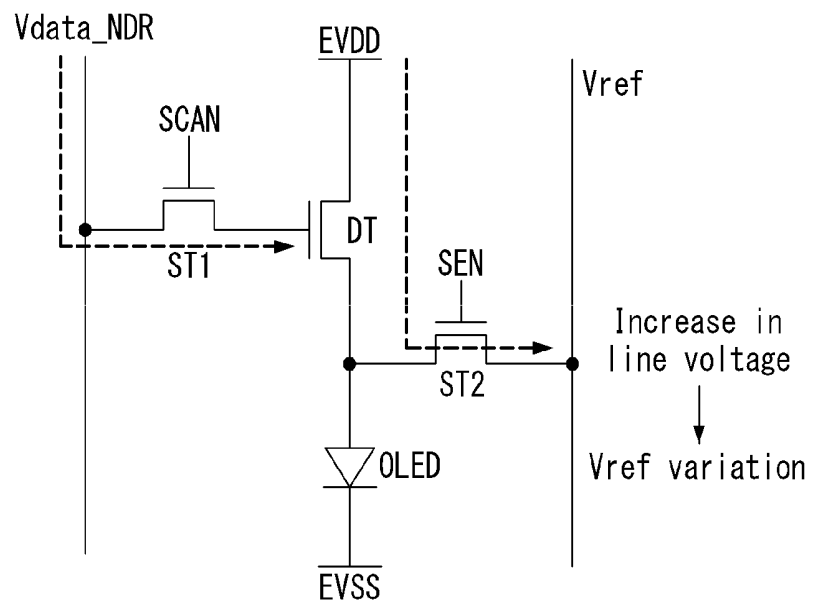 Vdata_NDR
EVDD
Vref
SCAN
DT
ST1
SEN
Increase in
line voltage
ST2
OLED
Vref variation
EVSS